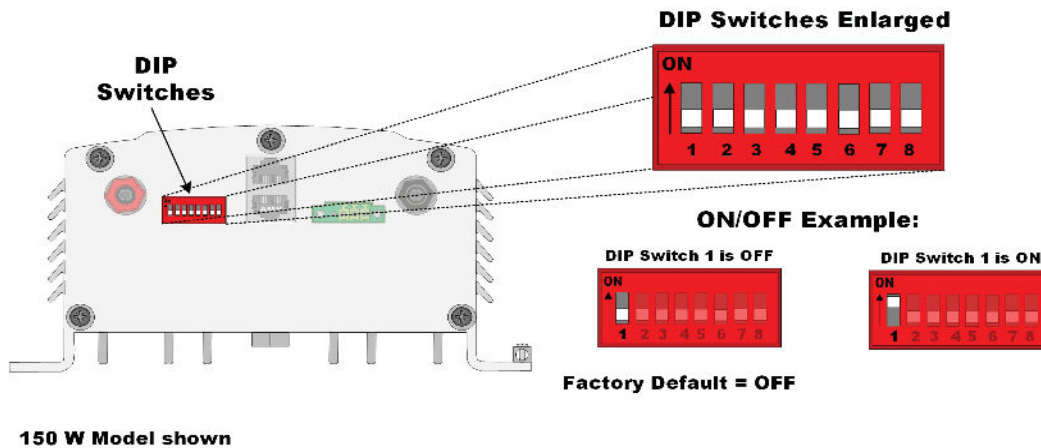 DIP Switches Enlarged
DIP
Switches
ON
1 2 3 4 5 6 7 8
ON/OFF Example:
DIP Switch 1 is OFF
ON
1 2 3 4 5 6 7 8
DIP Switch 1 is ON
ON
1 2 3 4 5 6 7 8
Factory Default = OFF
150 W Model shown